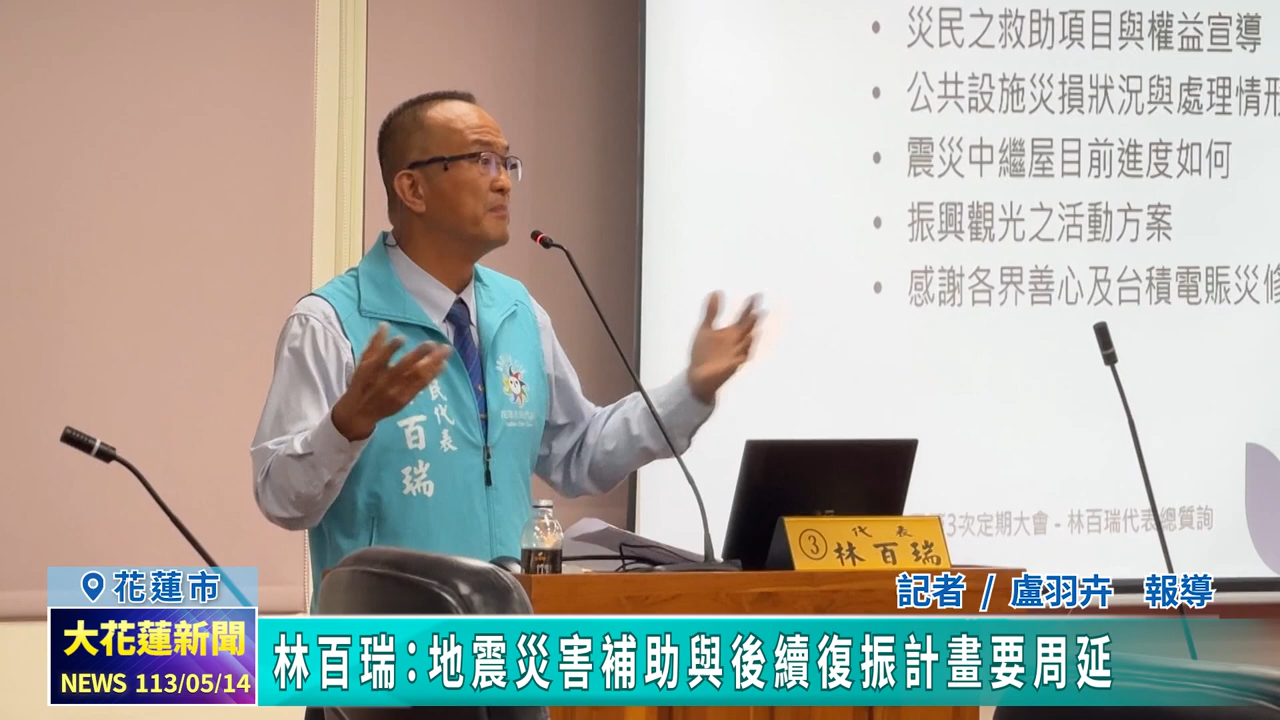 • 災民之救助項目與權益宣導
• 公共設施災損狀況與處理情形
• 震災中繼屋目前進度如何
• 振興觀光之活動方案
• 感謝各界善心及台積電賑災修
民代表
百瑞
3次定期大會 - 林百瑞代表總質詢
③ 代表
林百瑞
花蓮市
記者 / 盧羽卉 報導
大花蓮新聞
NEWS 113/05/14
林百瑞:地震災害補助與後續復振計畫要周延